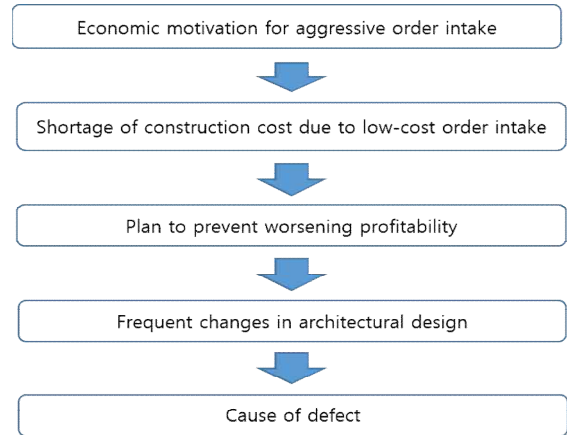 Economic motivation for aggressive order intake
Shortage of construction cost due to low-cost order intake
Plan to prevent worsening profitability
Frequent changes in architectural design
Cause of defect